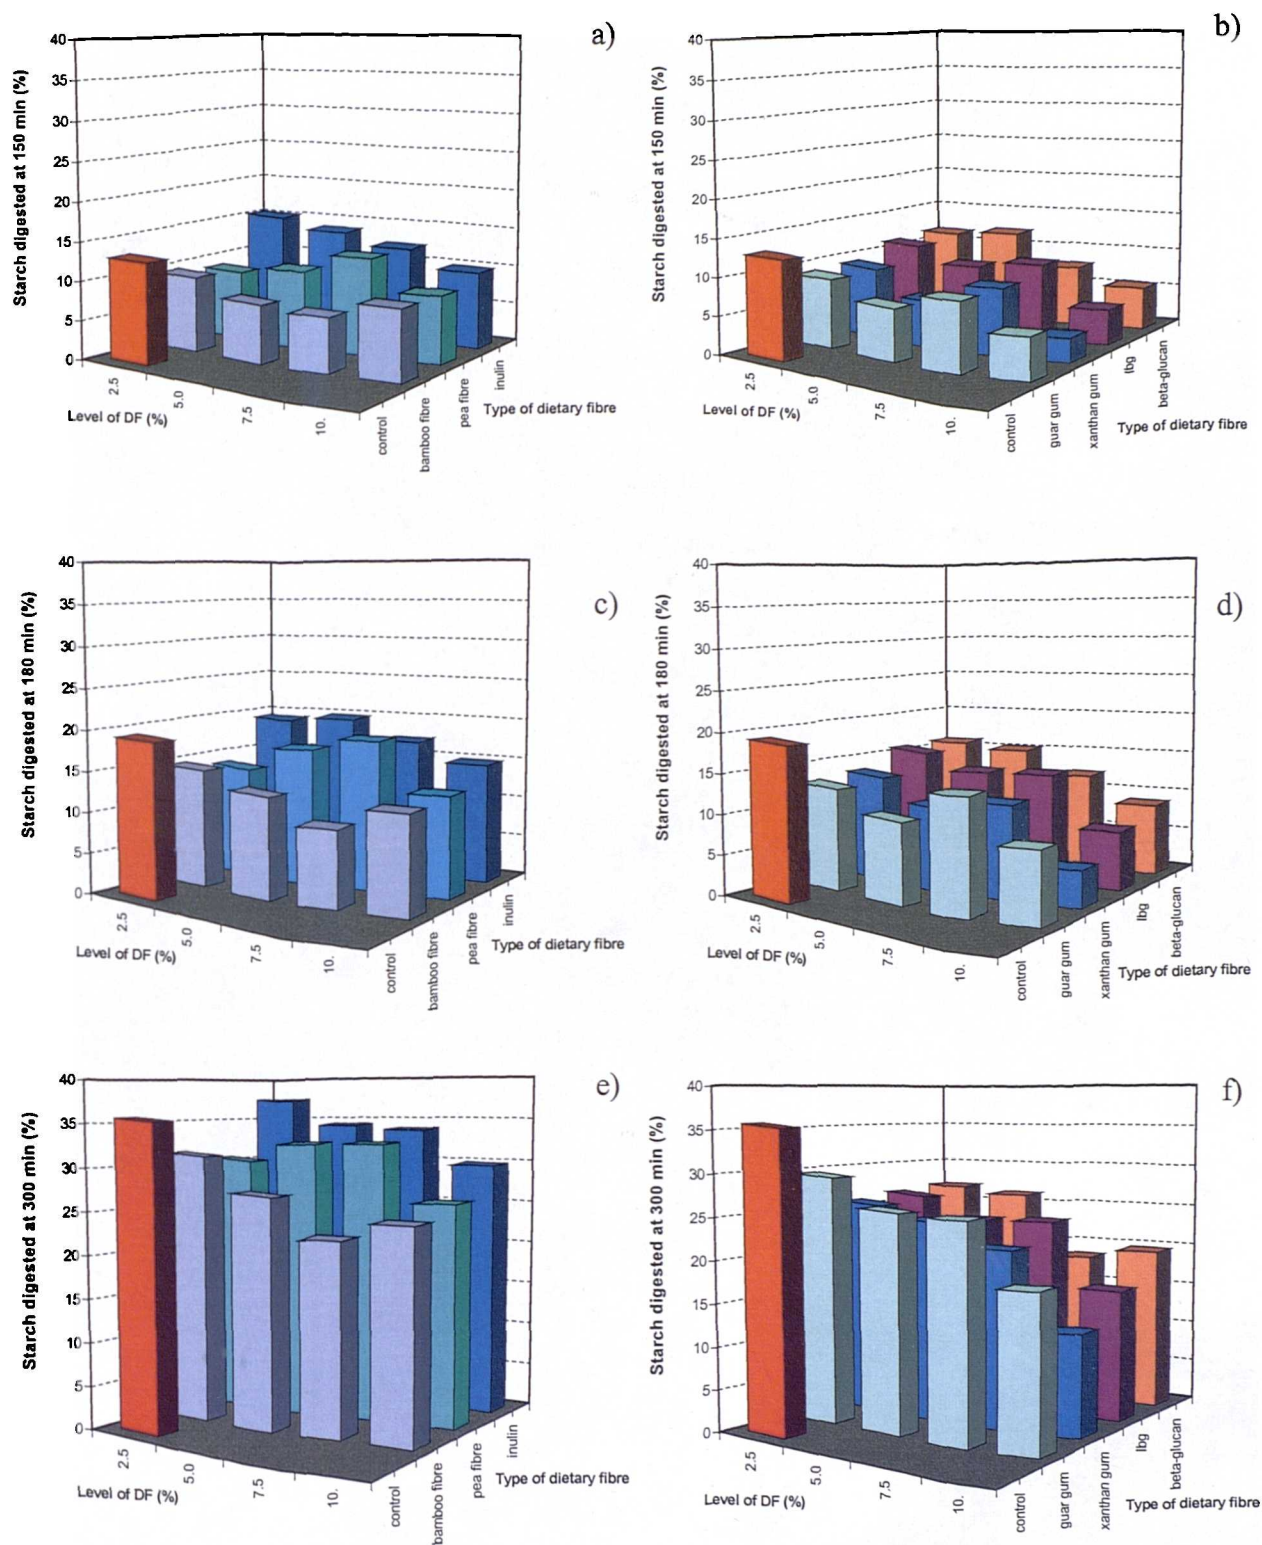 a)
Starch digested at 150 min (%)
40
35
30
25
20
15
10
5
0
2.5
5.0
7.5
10.
Level of DF (%)
control
bamboo fibre
pea fibre
inulin
Type of dietary fibre
b)
Starch digested at 150 min (%)
40
35
30
25
20
15
10
5
0
2.5
5.0
7.5
10.
Level of DF (%)
control
guar gum
xanthan gum
lbg
beta-glucan
Type of dietary fibre
c)
Starch digested at 180 min (%)
40
35
30
25
20
15
10
5
0
2.5
5.0
7.5
10.
Level of DF (%)
control
bamboo fibre
pea fibre
inulin
Type of dietary fibre
d)
Starch digested at 180 min (%)
40
35
30
25
20
15
10
5
0
2.5
5.0
7.5
10.
Level of DF (%)
control
guar gum
xanthan gum
lbg
beta-glucan
Type of dietary fibre
e)
Starch digested at 300 min (%)
40
35
30
25
20
15
10
5
0
2.5
5.0
7.5
10.
Level of DF (%)
control
bamboo fibre
pea fibre
inulin
Type of dietary fibre
f)
Starch digested at 300 min (%)
40
35
30
25
20
15
10
5
0
2.5
5.0
7.5
10.
Level of DF (%)
control
guar gum
xanthan gum
lbg
beta-glucan
Type of dietary fibre